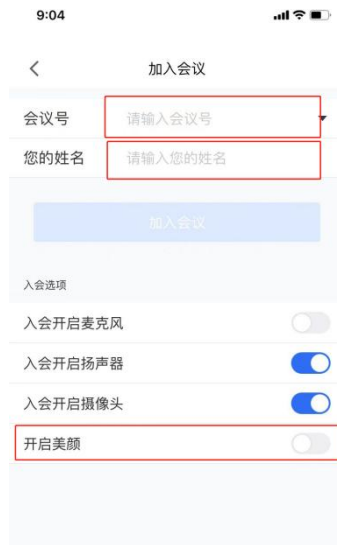 9:04
加入会议
会议号 请输入会议号
您的姓名 请输入您的姓名
加入会议
入会选项
入会开启麦克风
入会开启扬声器
入会开启摄像头
开启美颜